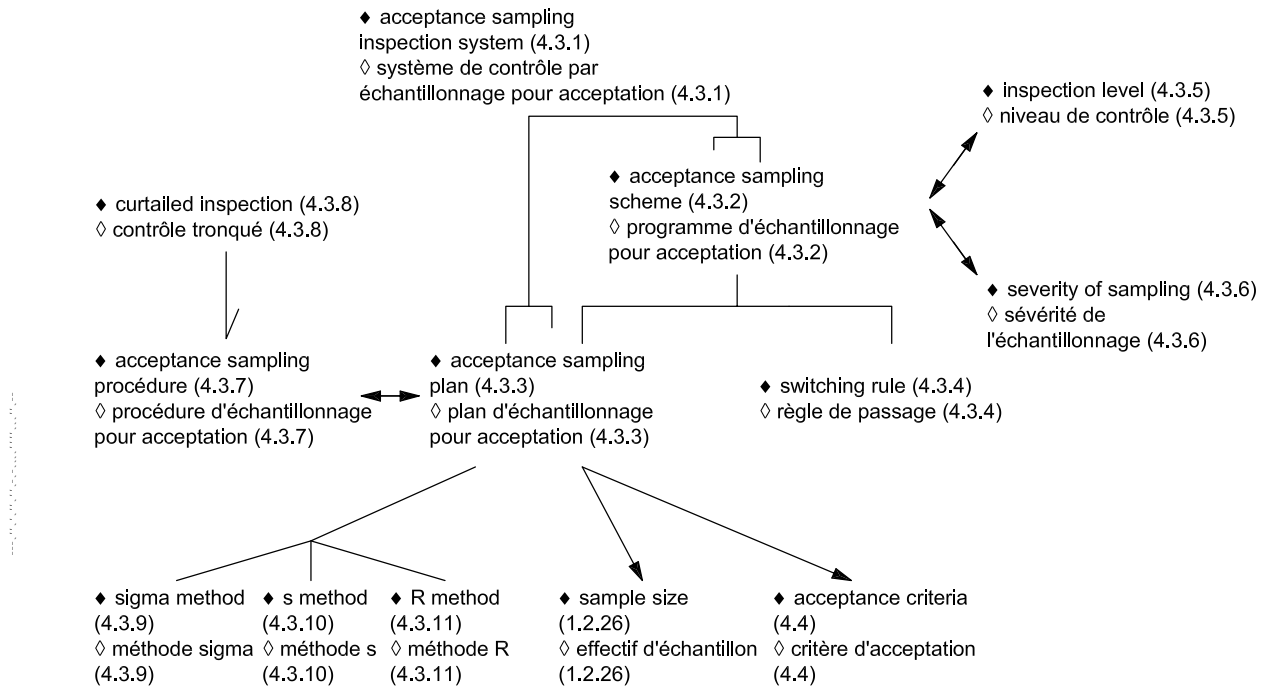 ♦ acceptance sampling
inspection system (4.3.1)
◊ système de contrôle par
échantillonnage pour acceptation (4.3.1)
♦ inspection level (4.3.5)
◊ niveau de contrôle (4.3.5)
♦ acceptance sampling
scheme (4.3.2)
◊ programme d'échantillonnage
pour acceptation (4.3.2)
♦ curtailed inspection (4.3.8)
◊ contrôle tronqué (4.3.8)
♦ severity of sampling (4.3.6)
◊ sévérité de
l'échantillonnage (4.3.6)
♦ acceptance sampling
procédure (4.3.7)
◊ procédure d'échantillonnage
pour acceptation (4.3.7)
♦ acceptance sampling
plan (4.3.3)
◊ plan d'échantillonnage
pour acceptation (4.3.3)
♦ switching rule (4.3.4)
◊ règle de passage (4.3.4)
♦ sigma method
(4.3.9)
◊ méthode sigma
(4.3.9)
♦ s method
(4.3.10)
◊ méthode s
(4.3.10)
♦ R method
(4.3.11)
◊ méthode R
(4.3.11)
♦ sample size
(1.2.26)
◊ effectif d'échantillon
(1.2.26)
♦ acceptance criteria
(4.4)
◊ critère d'acceptation
(4.4)